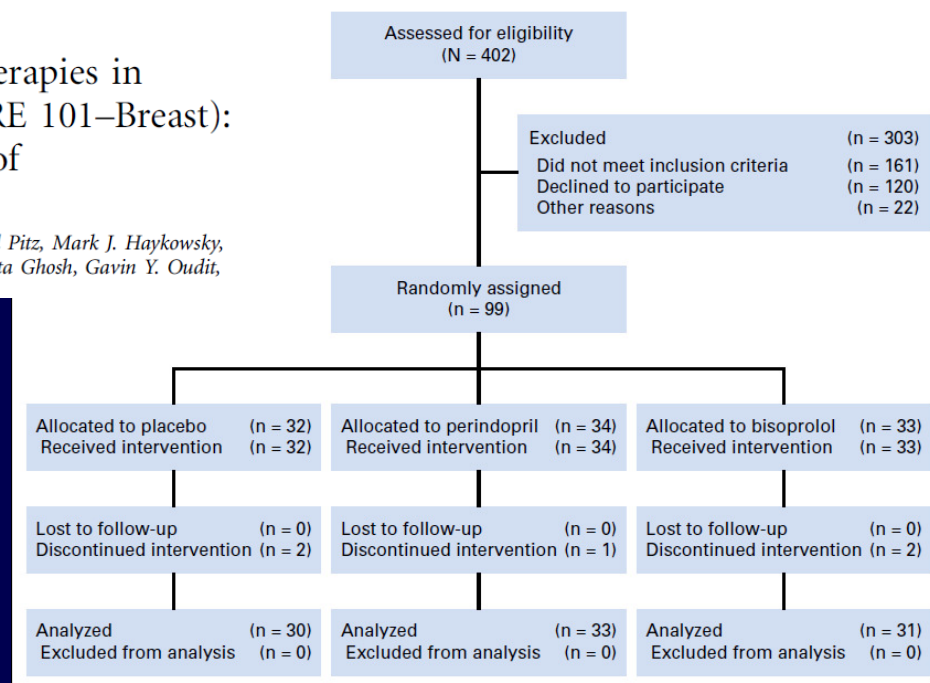 erapies in
RE 101–Breast):
of
l Pitz, Mark J. Haykowsky,
ta Ghosh, Gavin Y. Oudit,
Assessed for eligibility
(N = 402)
Excluded (n = 303)
Did not meet inclusion criteria (n = 161)
Declined to participate (n = 120)
Other reasons (n = 22)
Randomly assigned
(n = 99)
Allocated to placebo (n = 32)
Received intervention (n = 32)
Lost to follow-up (n = 0)
Discontinued intervention (n = 2)
Analyzed (n = 30)
Excluded from analysis (n = 0)
Allocated to perindopril (n = 34)
Received intervention (n = 34)
Lost to follow-up (n = 0)
Discontinued intervention (n = 1)
Analyzed (n = 33)
Excluded from analysis (n = 0)
Allocated to bisoprolol (n = 33)
Received intervention (n = 33)
Lost to follow-up (n = 0)
Discontinued intervention (n = 2)
Analyzed (n = 31)
Excluded from analysis (n = 0)